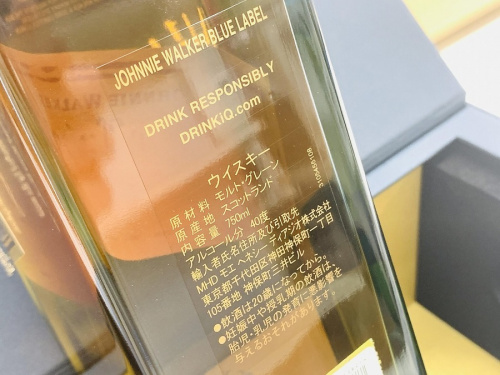 JOHNNIE WALKER BLUE LABEL
DRINK RESPONSIBLY
DRINKiQ.com
ウイスキー
原材料 モルト・グレーン
原産地 スコットランド
内容量 750ml
アルコール分 40度
輸入者氏名住所及び引取先
MHD モエ ヘネシー ディアジオ株式会社
東京都千代田区神田神保町一丁目
105番地 神保町三井ビル
●飲酒は20歳になってから。
●妊娠中や授乳期の飲酒は、
胎児・乳児の発育に悪影響を
与えるおそれがあります。